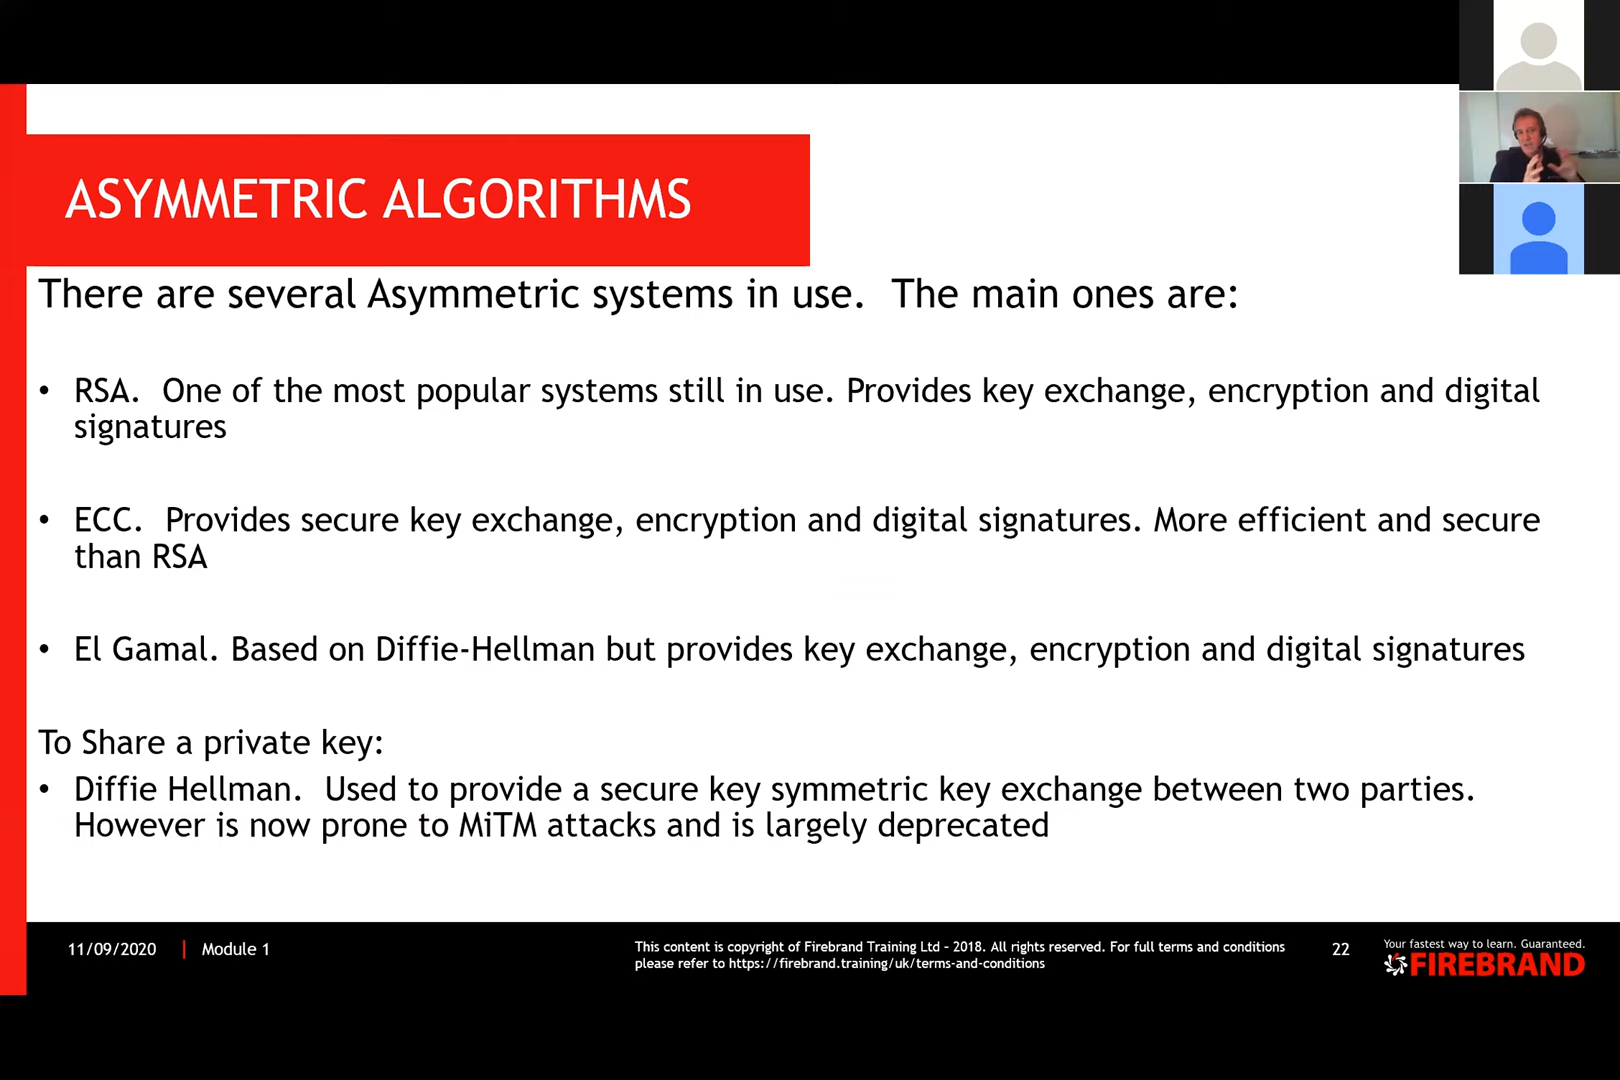 ASYMMETRIC ALGORITHMS
There are several Asymmetric systems in use.  The main ones are:
• RSA.  One of the most popular systems still in use. Provides key exchange, encryption and digital
signatures
• ECC.  Provides secure key exchange, encryption and digital signatures. More efficient and secure
than RSA
• El Gamal. Based on Diffie-Hellman but provides key exchange, encryption and digital signatures
To Share a private key:
• Diffie Hellman.  Used to provide a secure key symmetric key exchange between two parties.
However is now prone to MiTM attacks and is largely deprecated
11/09/2020 | Module 1
This content is copyright of Firebrand Training Ltd – 2018. All rights reserved. For full terms and conditions
please refer to https://firebrand.training/uk/terms-and-conditions
22
Your fastest way to learn. Guaranteed.
FIREBRAND